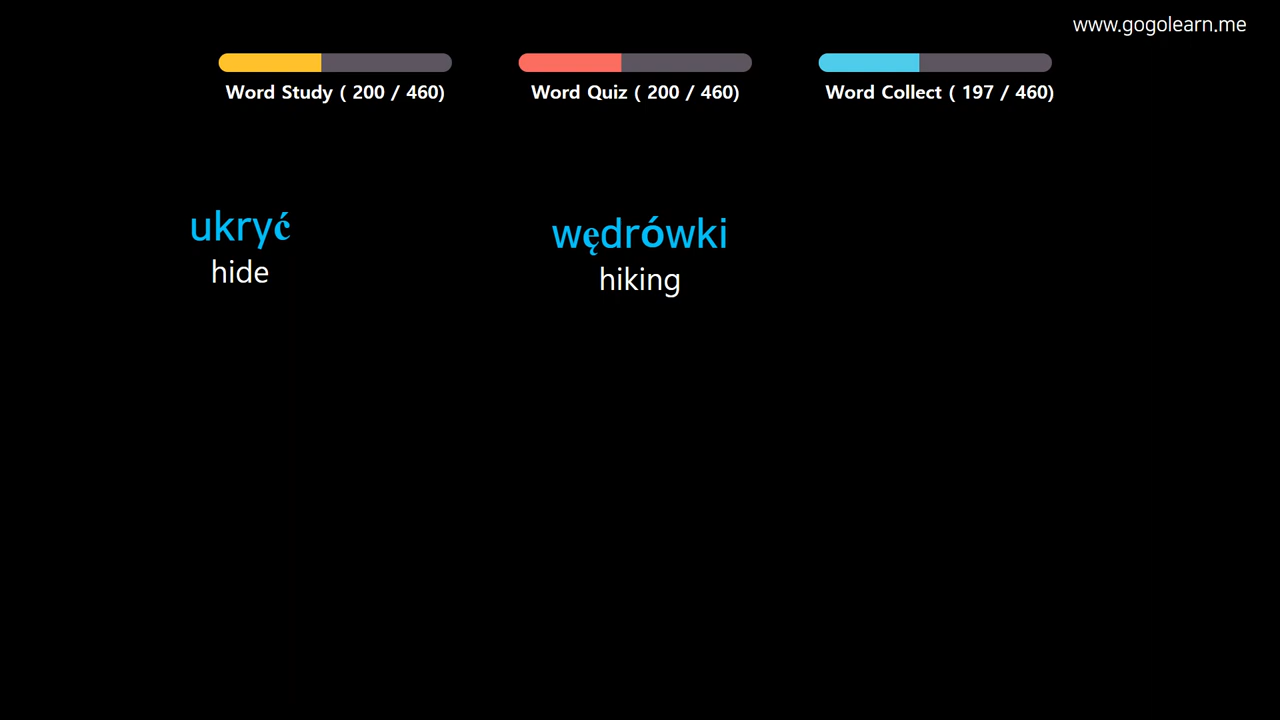 www.gogolearn.me
Word Study ( 200 / 460)
Word Quiz ( 200 / 460)
Word Collect ( 197 / 460)
ukryć
hide
wędrówki
hiking